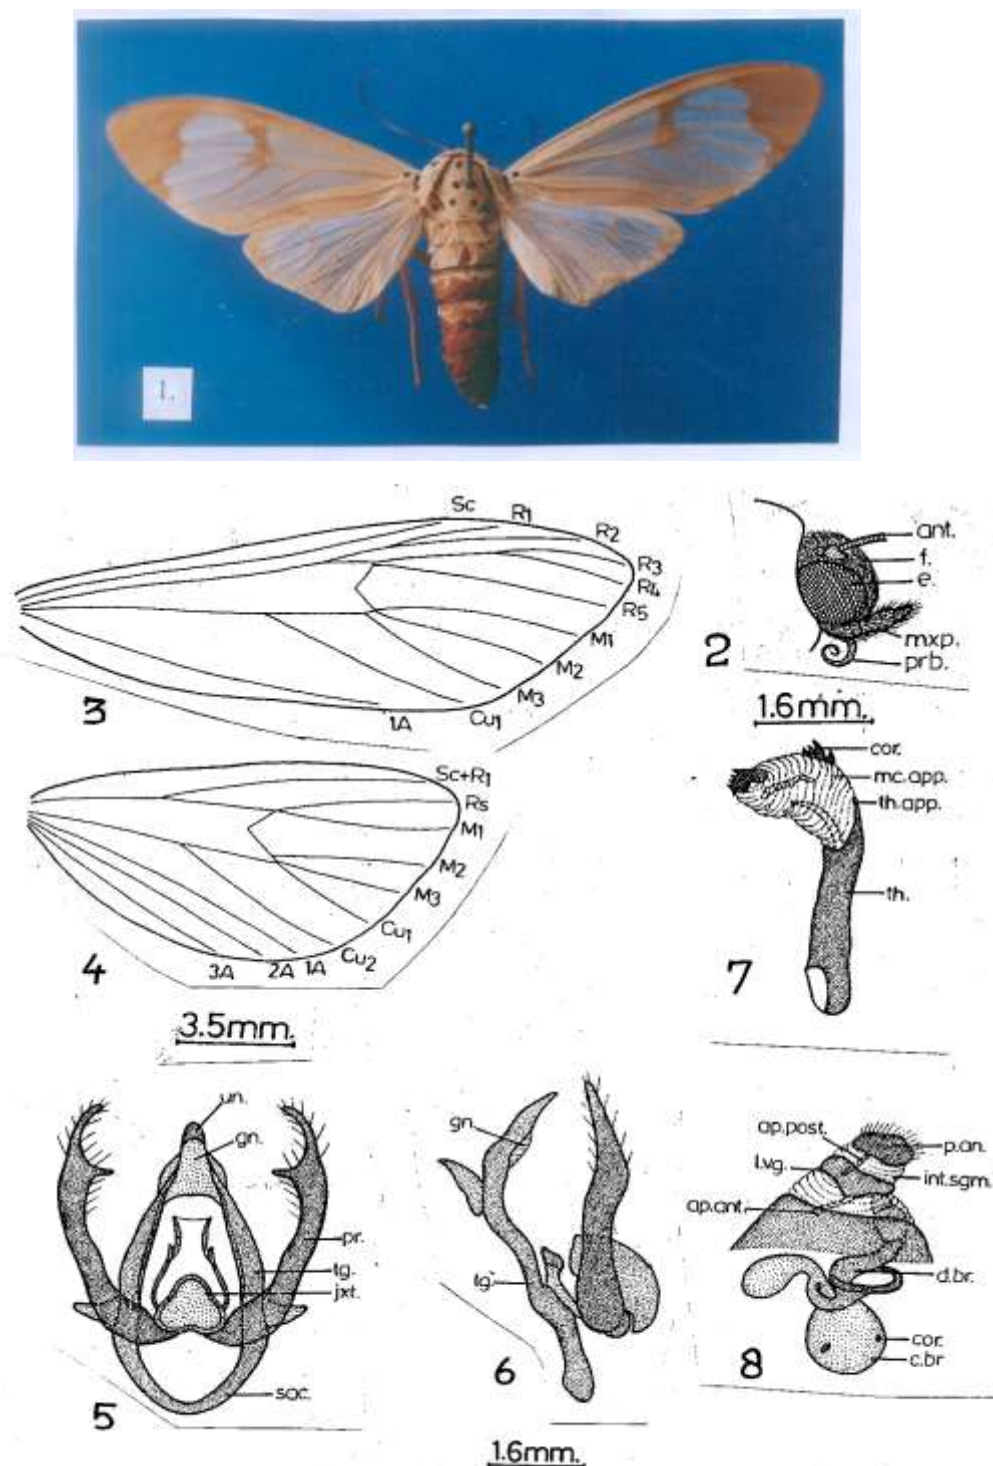 1.
Sc
R1
R2
R3
R4
R5
M1
M2
M3
Cu1
1A
3
ant.
f.
e.
mxp.
prb.
2
1.6mm.
Sc+R1
Rs
M1
M2
M3
Cu1
Cu2
1A
2A
3A
4
3.5mm.
cor.
mc.app.
th.app.
th.
7
un.
gn.
pr.
tg.
jxt.
soc.
5
gn.
tg.
6
1.6mm.
ap.post.
p.an.
l.vg.
int.sgm.
ap.ant.
d.br.
cor.
c.br
8